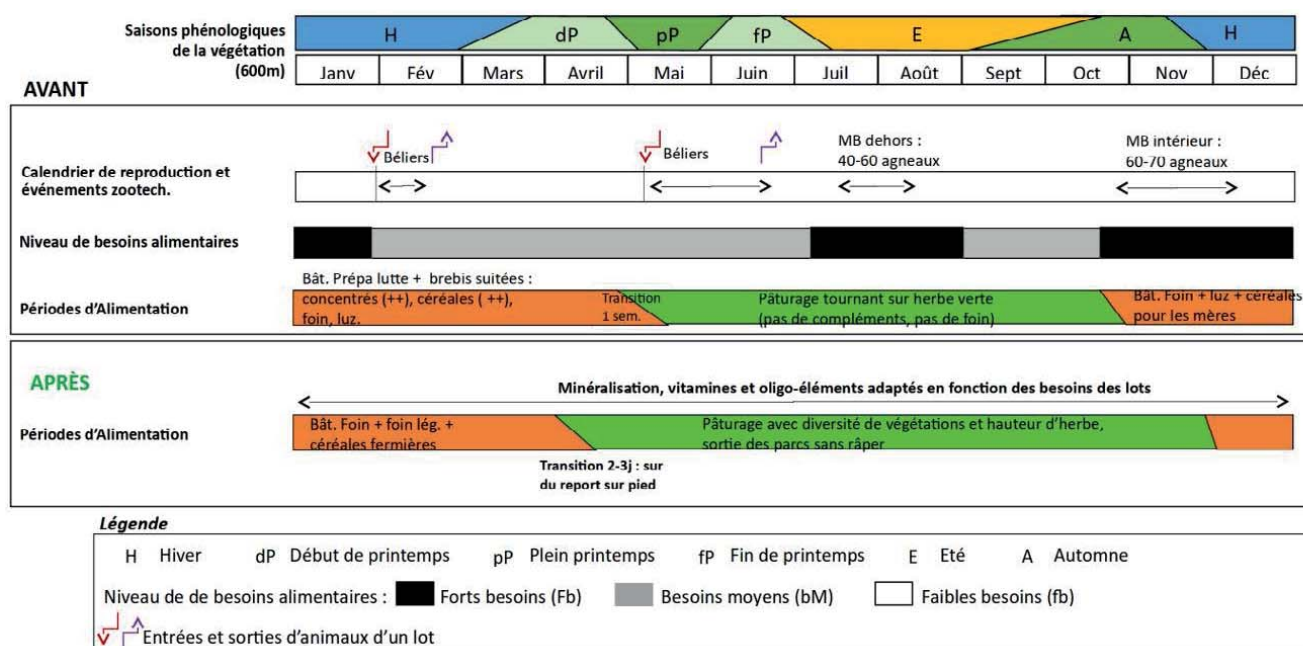 Saisons phénologiques
de la végétation
(600m)
H dP pP fP E A H
Janv Fév Mars Avril Mai Juin Juil Août Sept Oct Nov Déc
AVANT
Calendrier de reproduction et
événements zootech.
Béliers
Béliers
MB dehors :
40-60 agneaux
MB intérieur :
60-70 agneaux
Niveau de besoins alimentaires
Périodes d'Alimentation
Bât. Prépa lutte + brebis suitées :
concentrés (++), céréales ( ++),
foin, luz.
Transition
1 sem.
Pâturage tournant sur herbe verte
(pas de compléments, pas de foin)
Bât. Foin + luz + céréales
pour les mères
APRÈS
Minéralisation, vitamines et oligo-éléments adaptés en fonction des besoins des lots
Périodes d'Alimentation
Bât. Foin + foin lég. +
céréales fermières
Pâturage avec diversité de végétations et hauteur d'herbe,
sortie des parcs sans râper
Transition 2-3j : sur
du report sur pied
Légende
H Hiver dP Début de printemps pP Plein printemps fP Fin de printemps E Eté A Automne
Niveau de de besoins alimentaires : Forts besoins (Fb) Besoins moyens (bM) Faibles besoins (fb)
Entrées et sorties d'animaux d'un lot